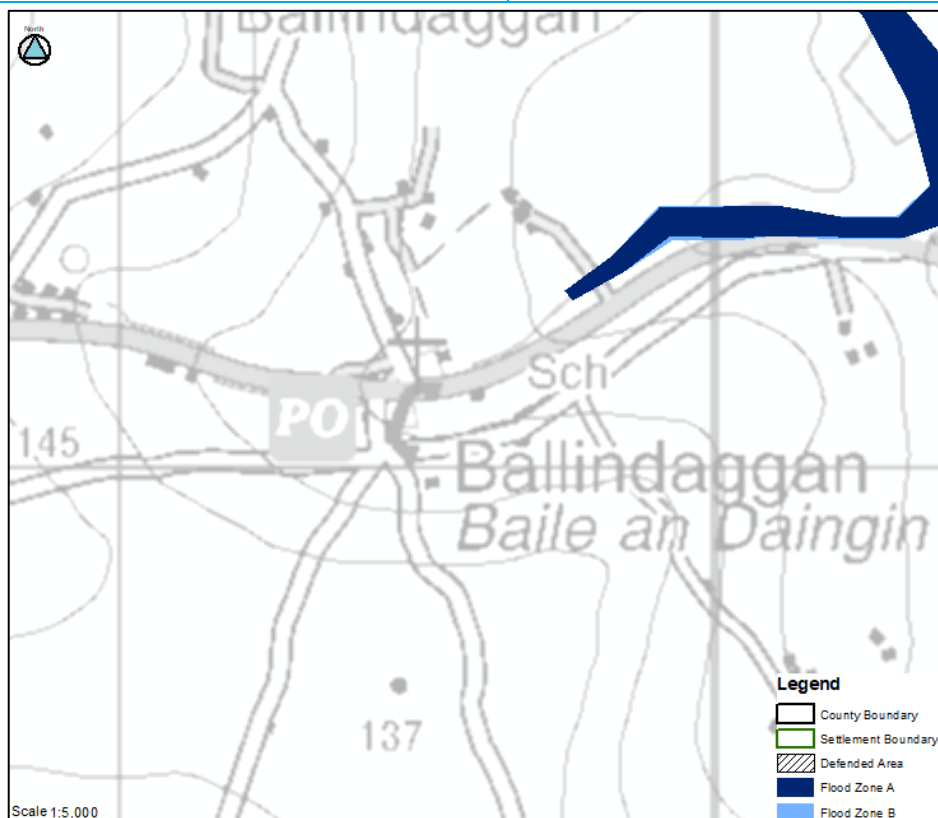 Ballindaggan
North
Sch
PO
145
Ballindaggan
Baile an Daingin
137
Legend
County Boundary
Settlement Boundary
Defended Area
Flood Zone A
Flood Zone B
Scale 1:5,000